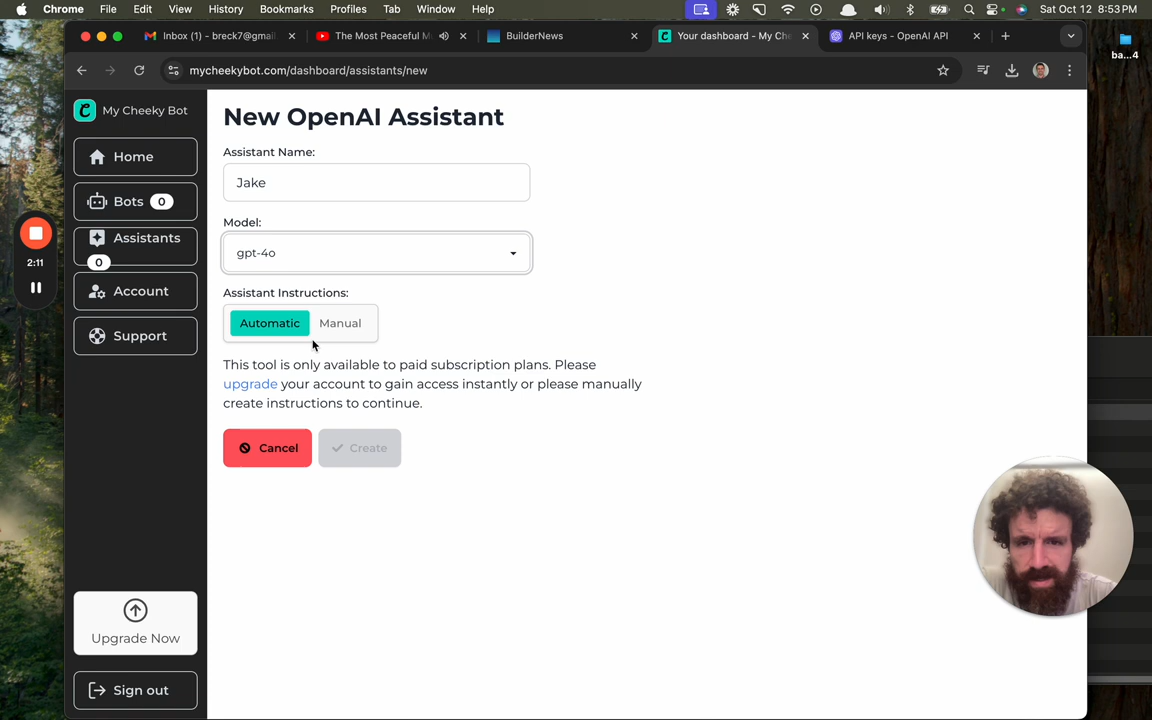 Chrome File Edit View History Bookmarks Profiles Tab Window Help Sat Oct 12 8:53 PM
Inbox (1) - breck7@gmail
The Most Peaceful M
BuilderNews
Your dashboard - My Che
API keys - OpenAI API
ba...4
mycheekybot.com/dashboard/assistants/new
My Cheeky Bot
Home
Bots 0
Assistants
0
Account
Support
Upgrade Now
Sign out
2:11
New OpenAI Assistant
Assistant Name:
Jake
Model:
gpt-4o
Assistant Instructions:
Automatic Manual
This tool is only available to paid subscription plans. Please
upgrade your account to gain access instantly or please manually
create instructions to continue.
Cancel Create